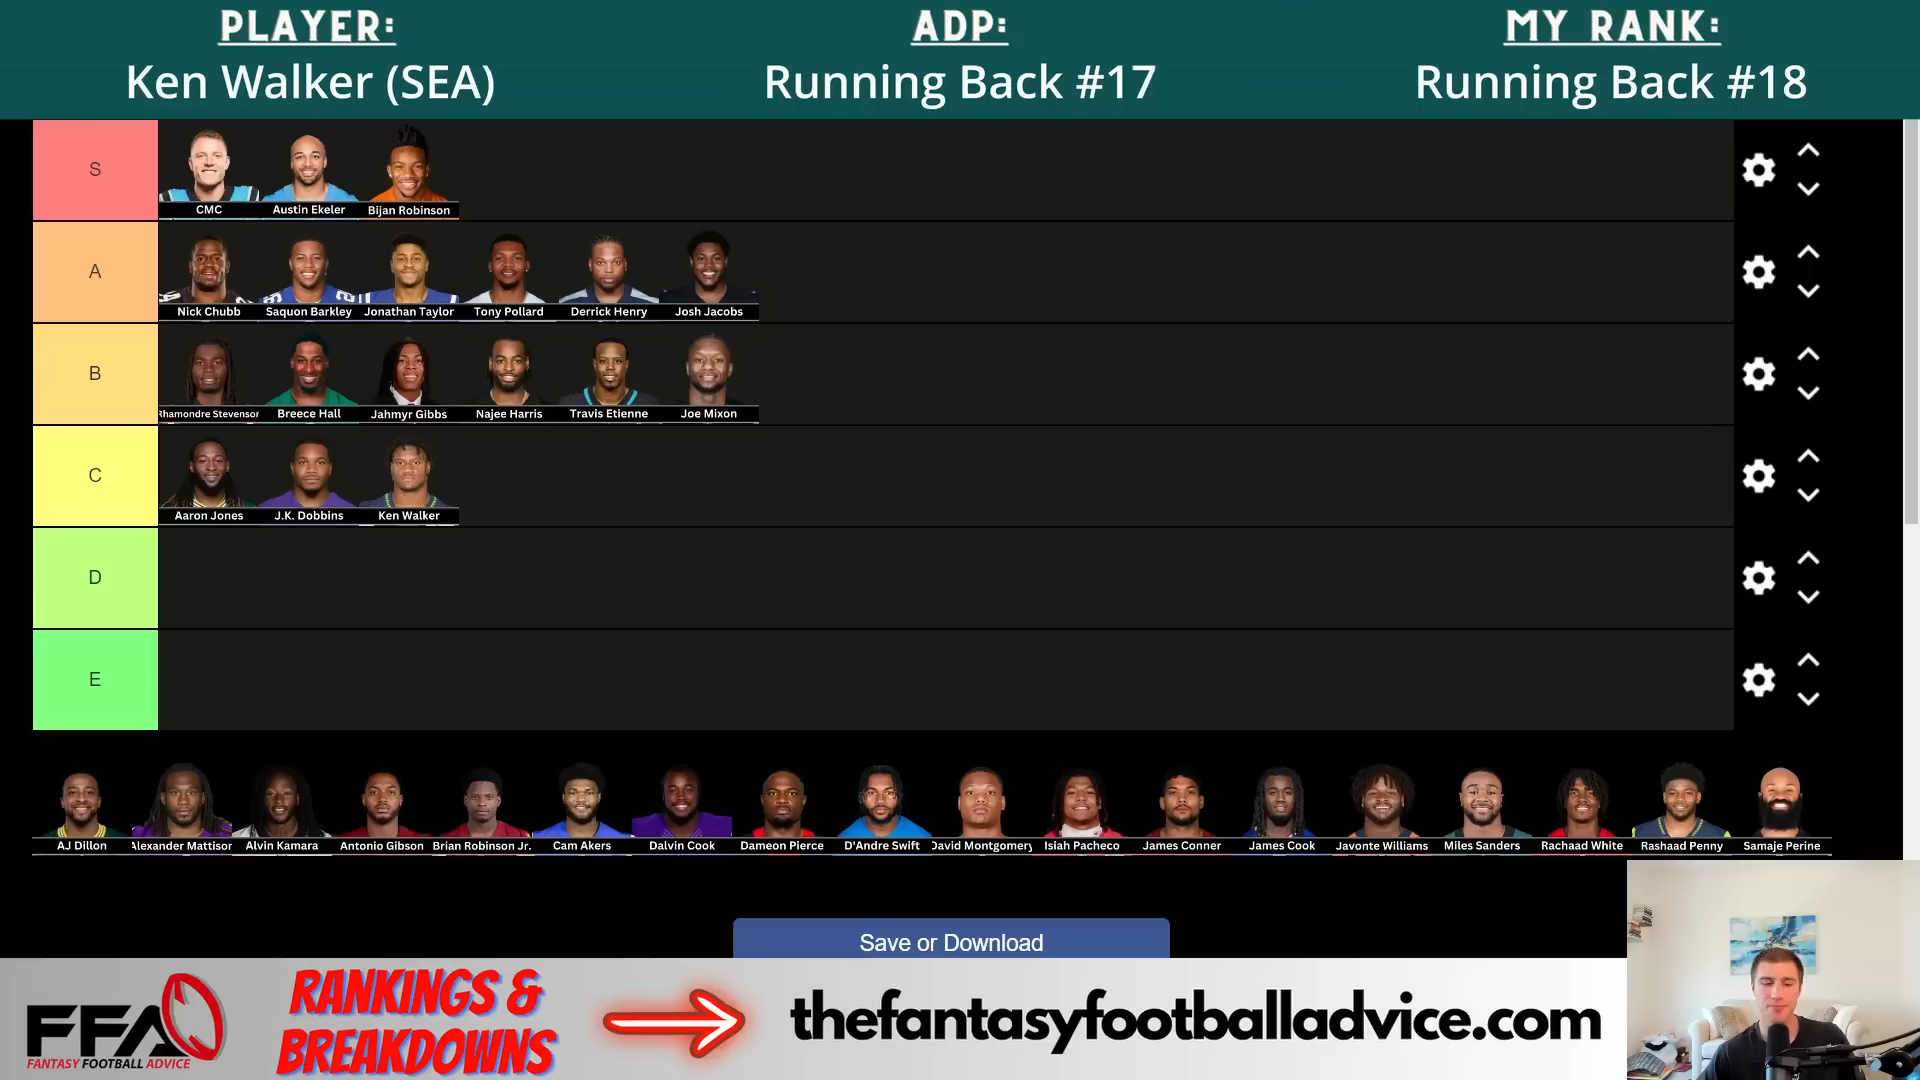 PLAYER:
Ken Walker (SEA)
ADP:
Running Back #17
MY RANK:
Running Back #18
S
CMC
Austin Ekeler
Bijan Robinson
A
Nick Chubb
Saquon Barkley
Jonathan Taylor
Tony Pollard
Derrick Henry
Josh Jacobs
B
Rhamondre Stevenson
Breece Hall
Jahmyr Gibbs
Najee Harris
Travis Etienne
Joe Mixon
C
Aaron Jones
J.K. Dobbins
Ken Walker
D
E
AJ Dillon
Alexander Mattison
Alvin Kamara
Antonio Gibson
Brian Robinson Jr.
Cam Akers
Dalvin Cook
Dameon Pierce
D'Andre Swift
David Montgomery
Isiah Pacheco
James Conner
James Cook
Javonte Williams
Miles Sanders
Rachaad White
Rashaad Penny
Samaje Perine
Save or Download
FFA
FANTASY FOOTBALL ADVICE
RANKINGS &
BREAKDOWNS
thefantasyfootballadvice.com